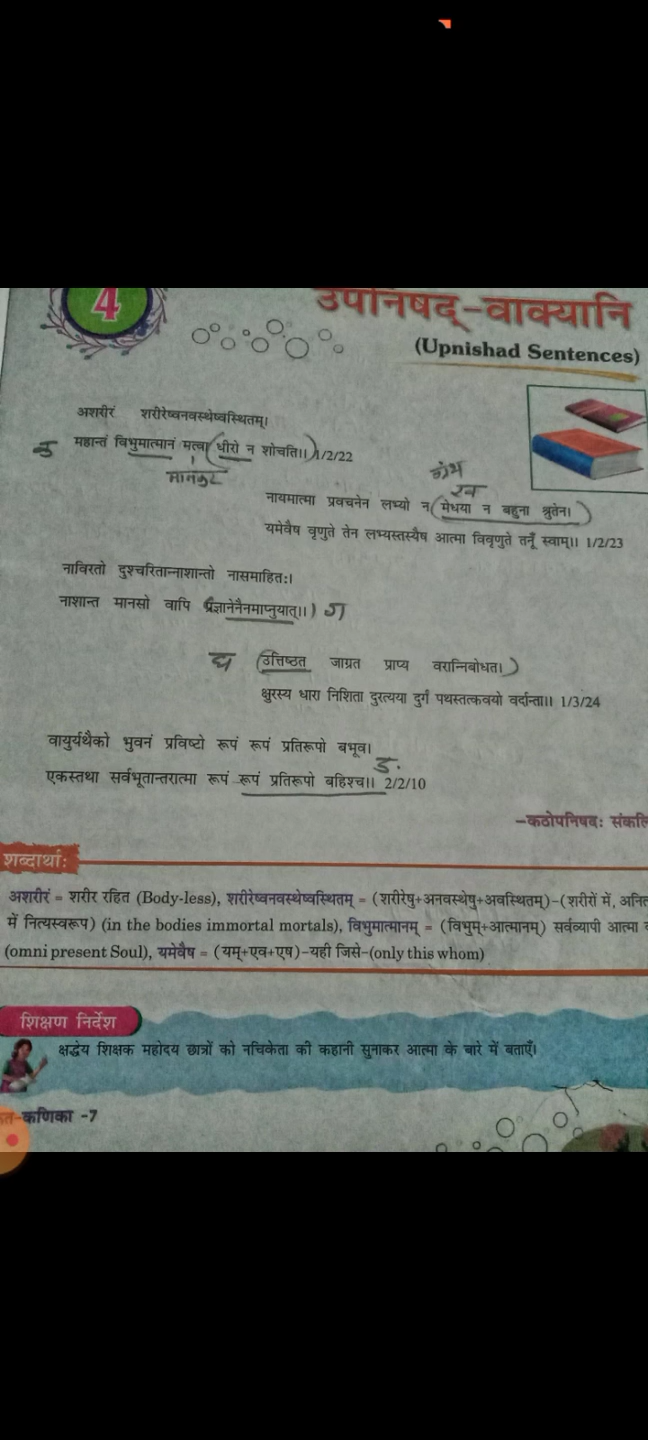 4
उपनिषद्-वाक्यानि
(Upnishad Sentences)
अशरीरं शरीरेष्वनवस्थेष्ववस्थितम्।
महान्तं विभुमात्मानं मत्वा (धीरो न शोचति।।) 1/2/22
मानकर
नायमात्मा प्रवचनेन लभ्यो न (मेधया न बहुना श्रुतेन।)
यमेवैष वृणुते तेन लभ्यस्तस्यैष आत्मा विवृणुते तनूँ स्वाम्।। 1/2/23
नाविरतो दुश्चरितान्नाशान्तो नासमाहितः।
नाशान्त मानसो वापि प्रज्ञानेनैनमाप्नुयात्।।) ग
घ (उत्तिष्ठत जाग्रत प्राप्य वरान्निबोधत।)
क्षुरस्य धारा निशिता दुरत्यया दुर्गं पथस्तत्कवयो वर्दान्ता।। 1/3/24
वायुर्यथैको भुवनं प्रविष्टो रूपं रूपं प्रतिरूपो बभूव।
ङ.
एकस्तथा सर्वभूतान्तरात्मा रूपं रूपं प्रतिरूपो बहिश्च।। 2/2/10
-कठोपनिषदः
शब्दार्थाः
अशरीरं = शरीर रहित (Body-less), शरीरेष्वनवस्थेष्वस्थितम् = (शरीरेषु+अनवस्थेषु+अवस्थितम्)-(शरीरों में,
में नित्यस्वरूप) (in the bodies immortal mortals), विभुमात्मानम् = (विभुम्+आत्मानम्) सर्वव्यापी आत्मा
(omni present Soul), यमेवैष = (यम्+एव+एष)-यही जिसे-(only this whom)
शिक्षण निर्देश
क्षद्धेय शिक्षक महोदय छात्रों को नचिकेता की कहानी सुनाकर आत्मा के बारे में बताएँ।
कणिका -7